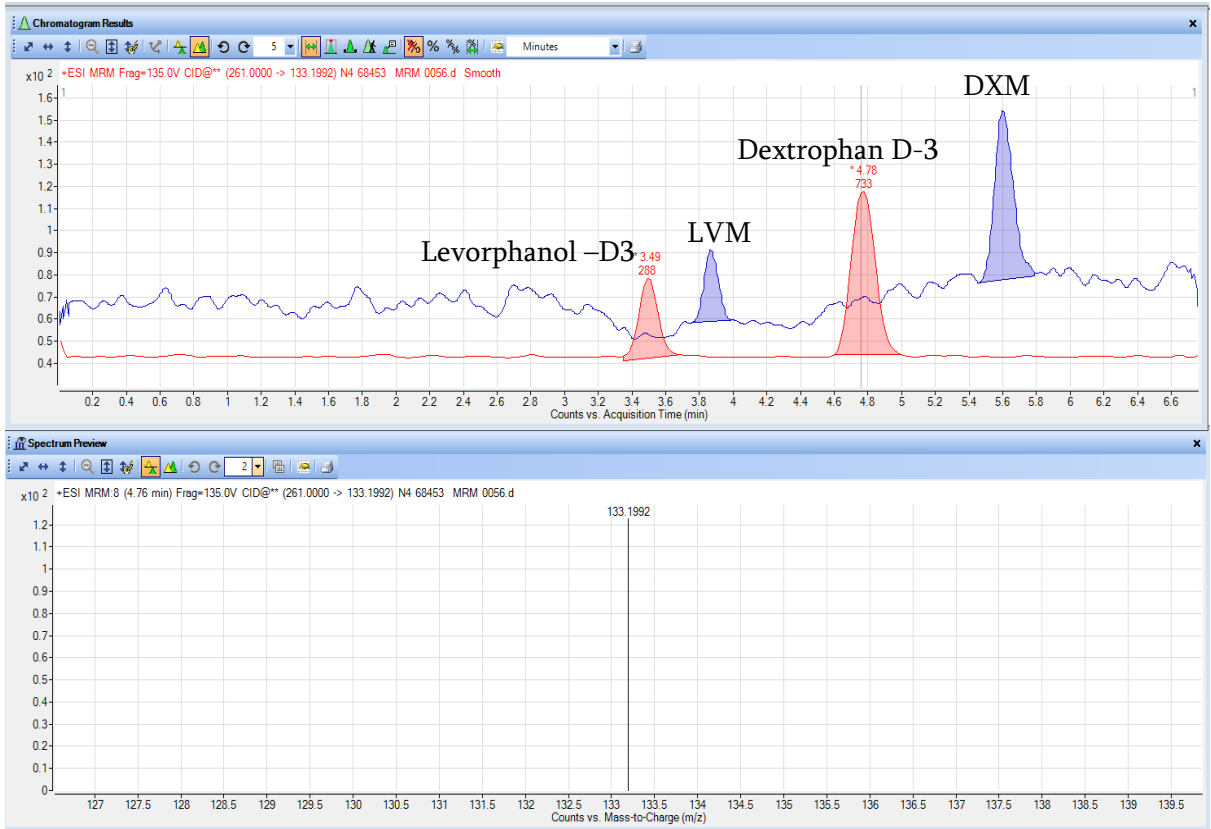 Chromatogram Results
5 Minutes
x10 2 +ESI MRM Frag=135.0V CID@** (261.0000 -> 133.1992) N4 68453 MRM 0056.d Smooth
1 1
DXM
Dextrophan D-3
* 4.78
733
LVM
Levorphanol –D3
* 3.49
288
1.6
1.5
1.4
1.3
1.2
1.1
1
0.9
0.8
0.7
0.6
0.5
0.4
0.2 0.4 0.6 0.8 1 1.2 1.4 1.6 1.8 2 2.2 2.4 2.6 2.8 3 3.2 3.4 3.6 3.8 4 4.2 4.4 4.6 4.8 5 5.2 5.4 5.6 5.8 6 6.2 6.4 6.6
Counts vs. Acquisition Time (min)
Spectrum Preview
2
x10 2 +ESI MRM:8 (4.76 min) Frag=135.0V CID@** (261.0000 -> 133.1992) N4 68453 MRM 0056.d
133.1992
1.2
1.1
1
0.9
0.8
0.7
0.6
0.5
0.4
0.3
0.2
0.1
0
127 127.5 128 128.5 129 129.5 130 130.5 131 131.5 132 132.5 133 133.5 134 134.5 135 135.5 136 136.5 137 137.5 138 138.5 139 139.5
Counts vs. Mass-to-Charge (m/z)